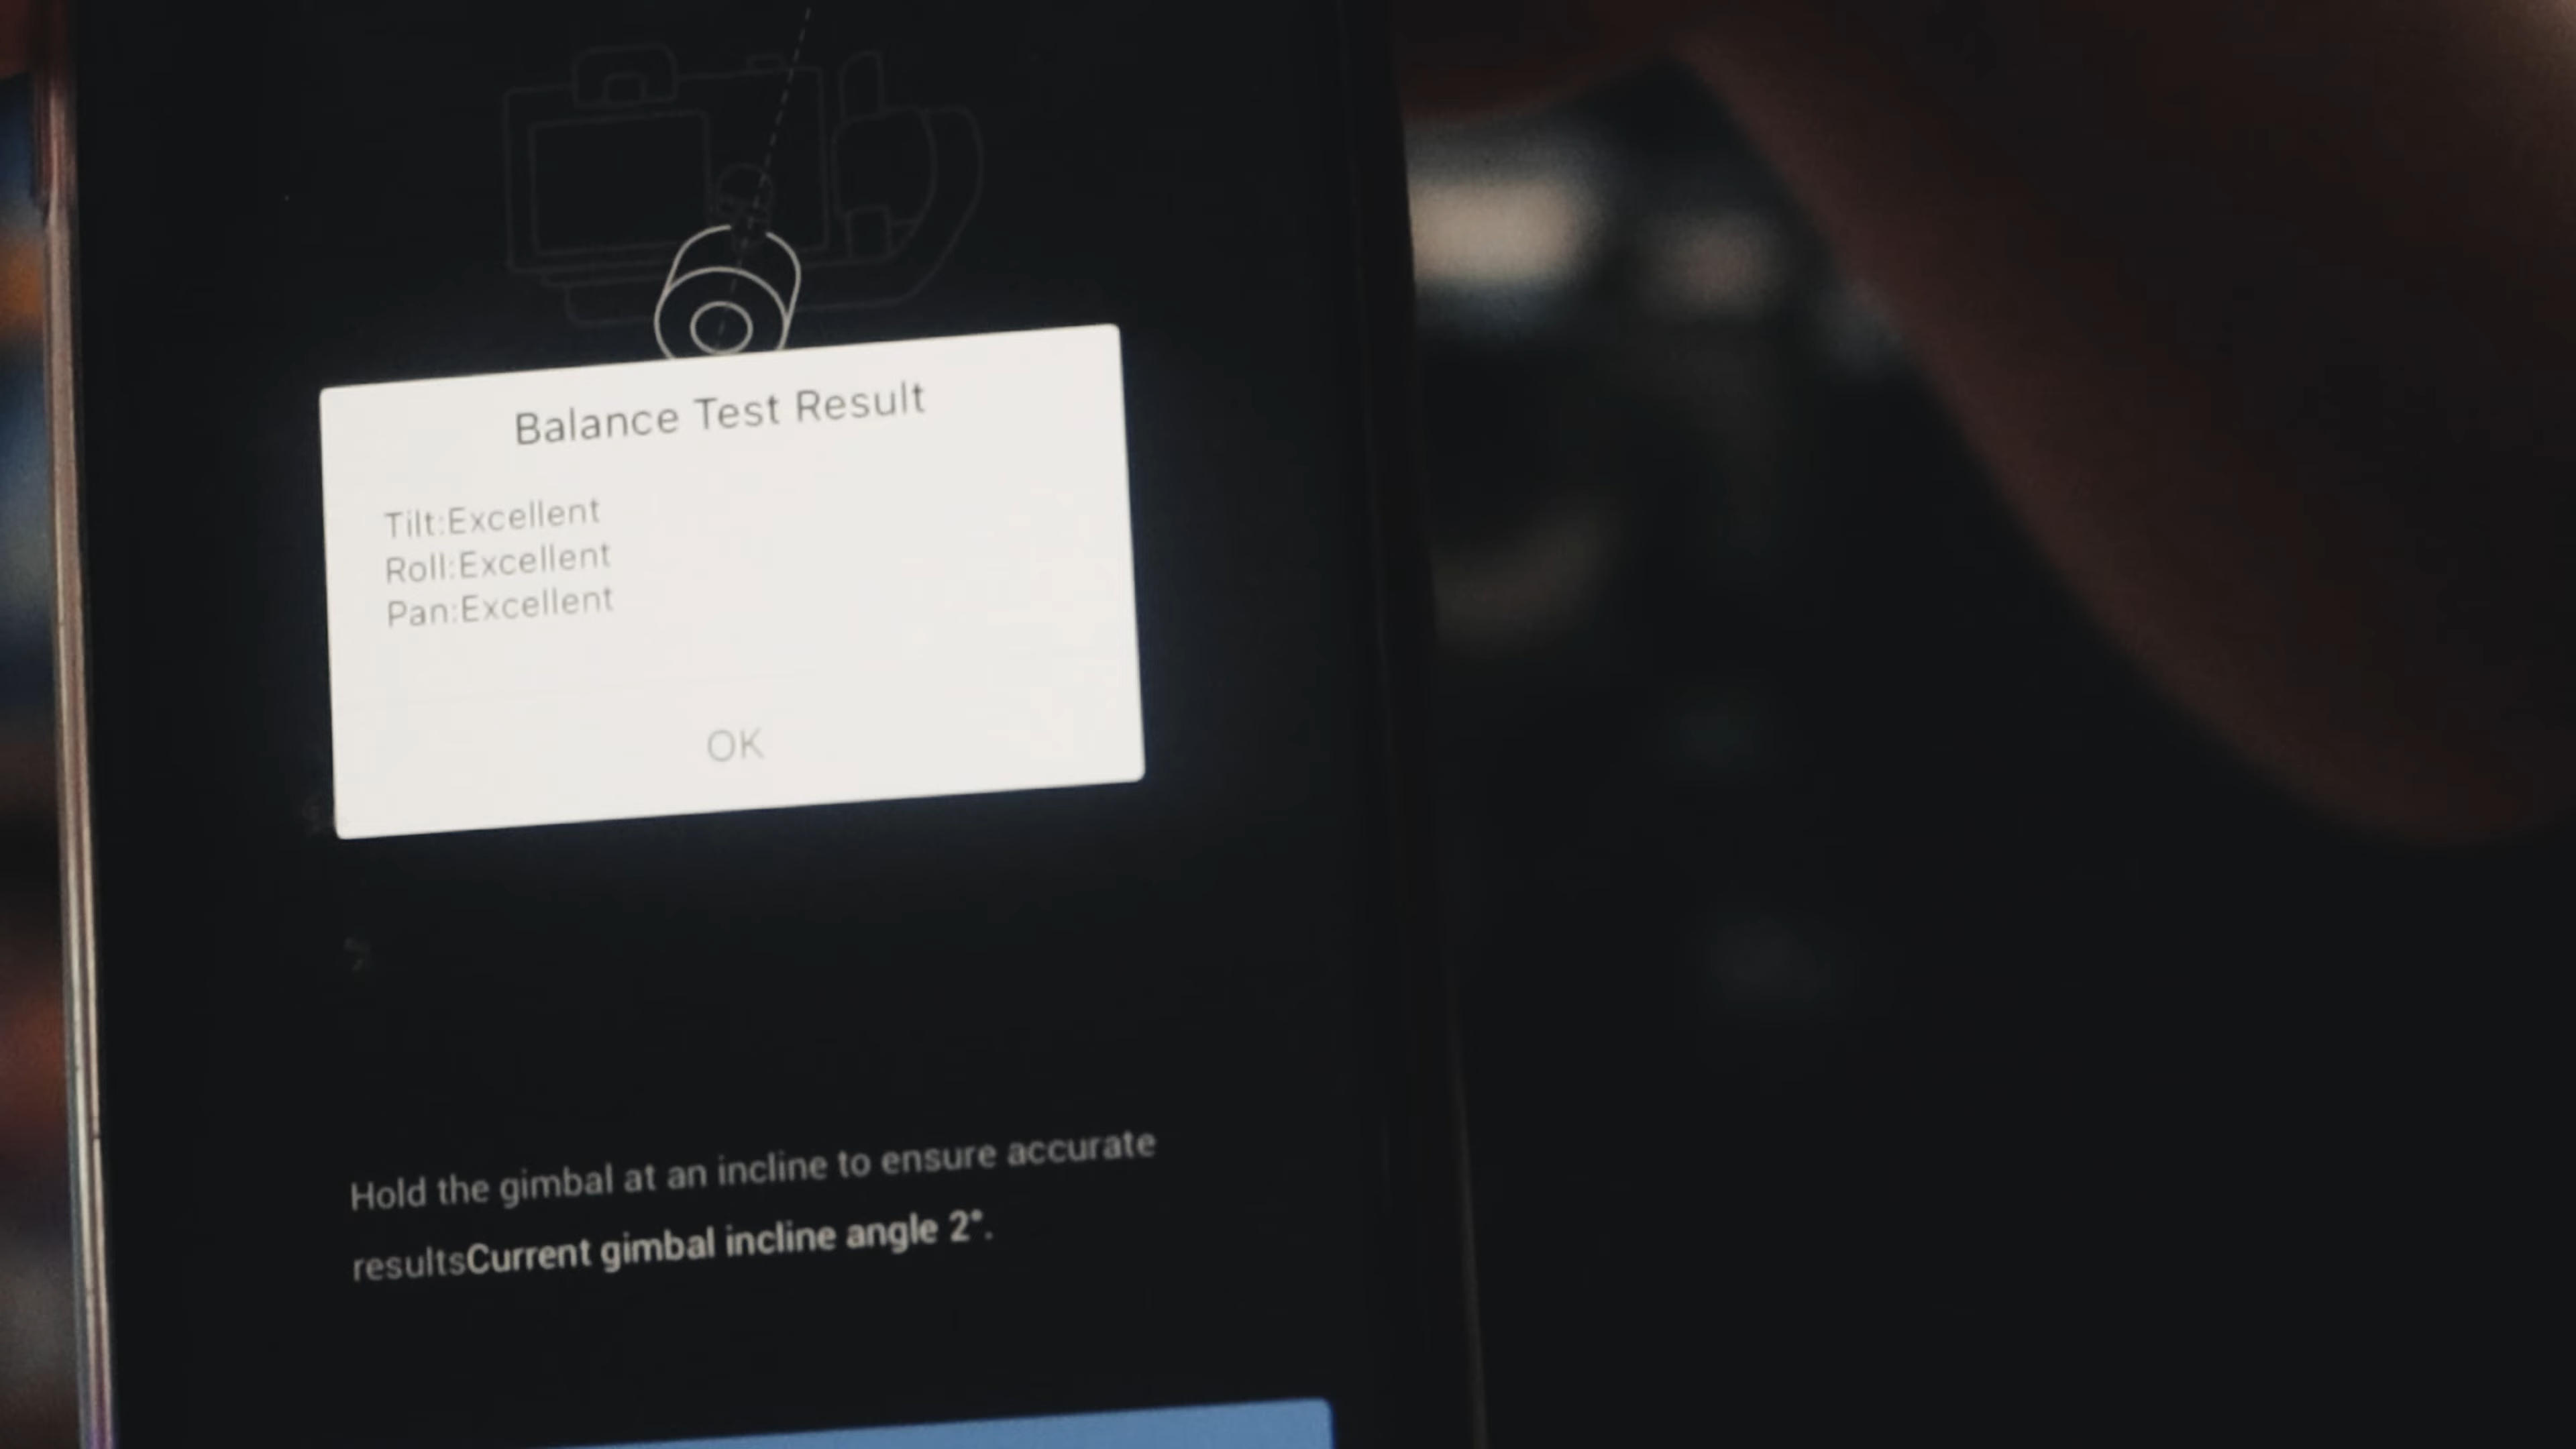 Balance Test Result
Tilt:Excellent
Roll:Excellent
Pan:Excellent
OK
Hold the gimbal at an incline to ensure accurate
resultsCurrent gimbal incline angle 2°.